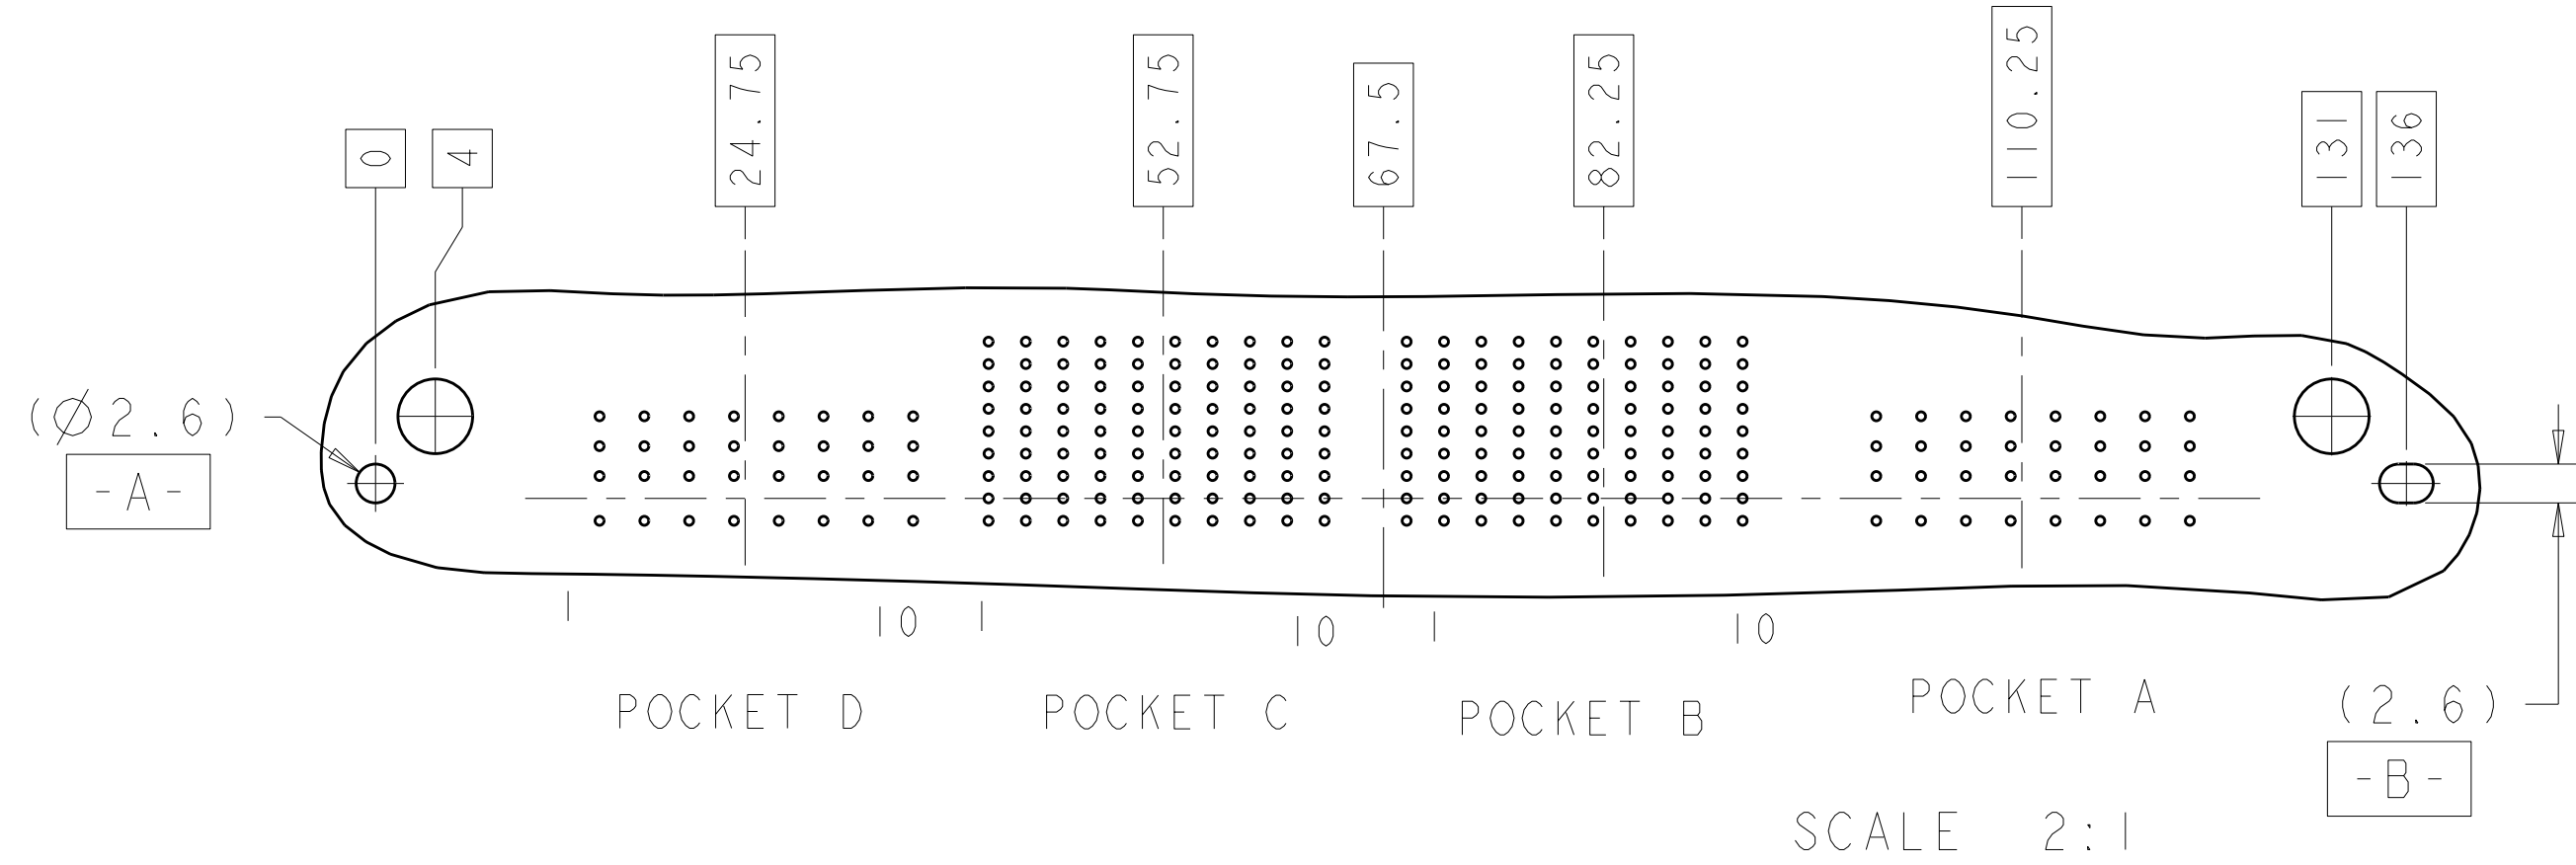 0
4
24.75
52.75
67.5
82.25
110.25
131
136
(Ø2.6)
-A-
1 10 1 10 1 10
POCKET D POCKET C POCKET B POCKET A
(2.6)
-B-
SCALE 2:1